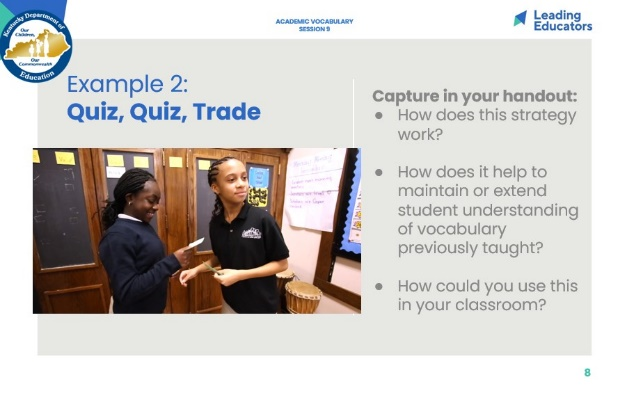 Kentucky Department of
Our Children,
Our Commonwealth
Education
ACADEMIC VOCABULARY
SESSION 9
Leading
Educators
Example 2:
Quiz, Quiz, Trade
Capture in your handout:
● How does this strategy
work?
● How does it help to
maintain or extend
student understanding
of vocabulary
previously taught?
● How could you use this
in your classroom?
8